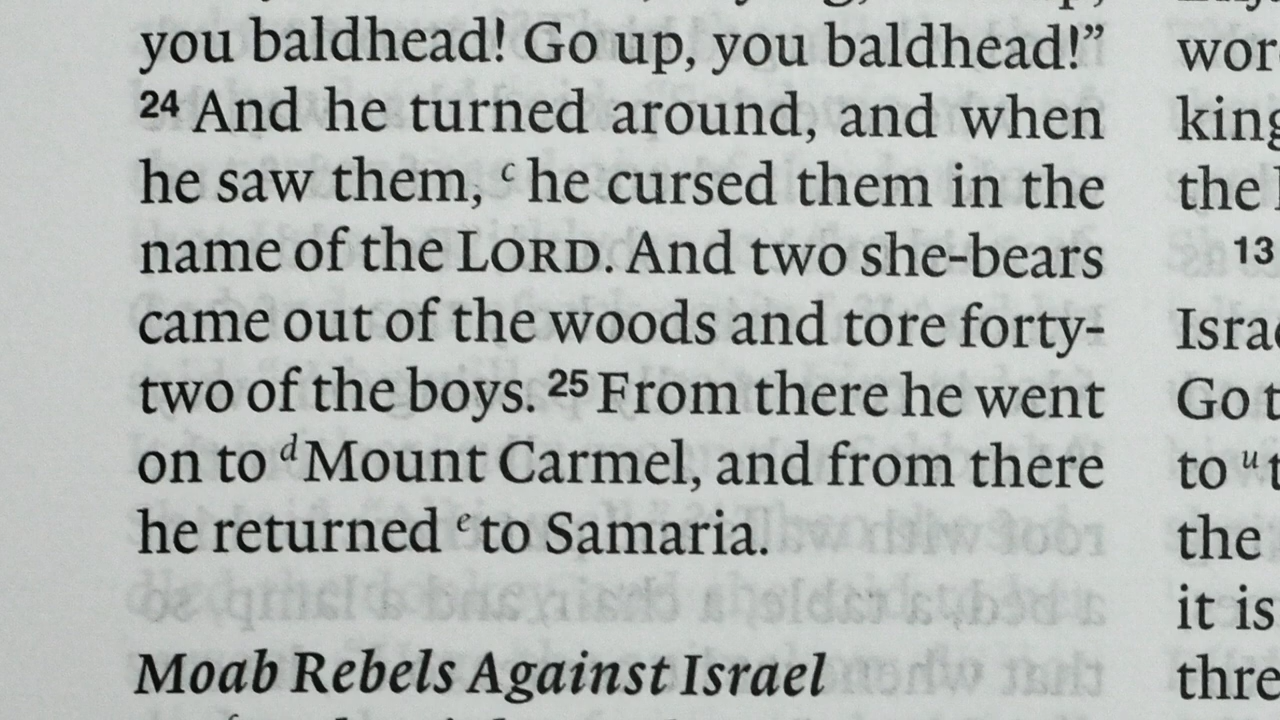 you baldhead! Go up, you baldhead!”
24 And he turned around, and when
he saw them, c he cursed them in the
name of the LORD. And two she-bears
came out of the woods and tore forty-
two of the boys. 25 From there he went
on to d Mount Carmel, and from there
he returned e to Samaria.
Moab Rebels Against Israel
king
the
13
Go
to u
the
it is